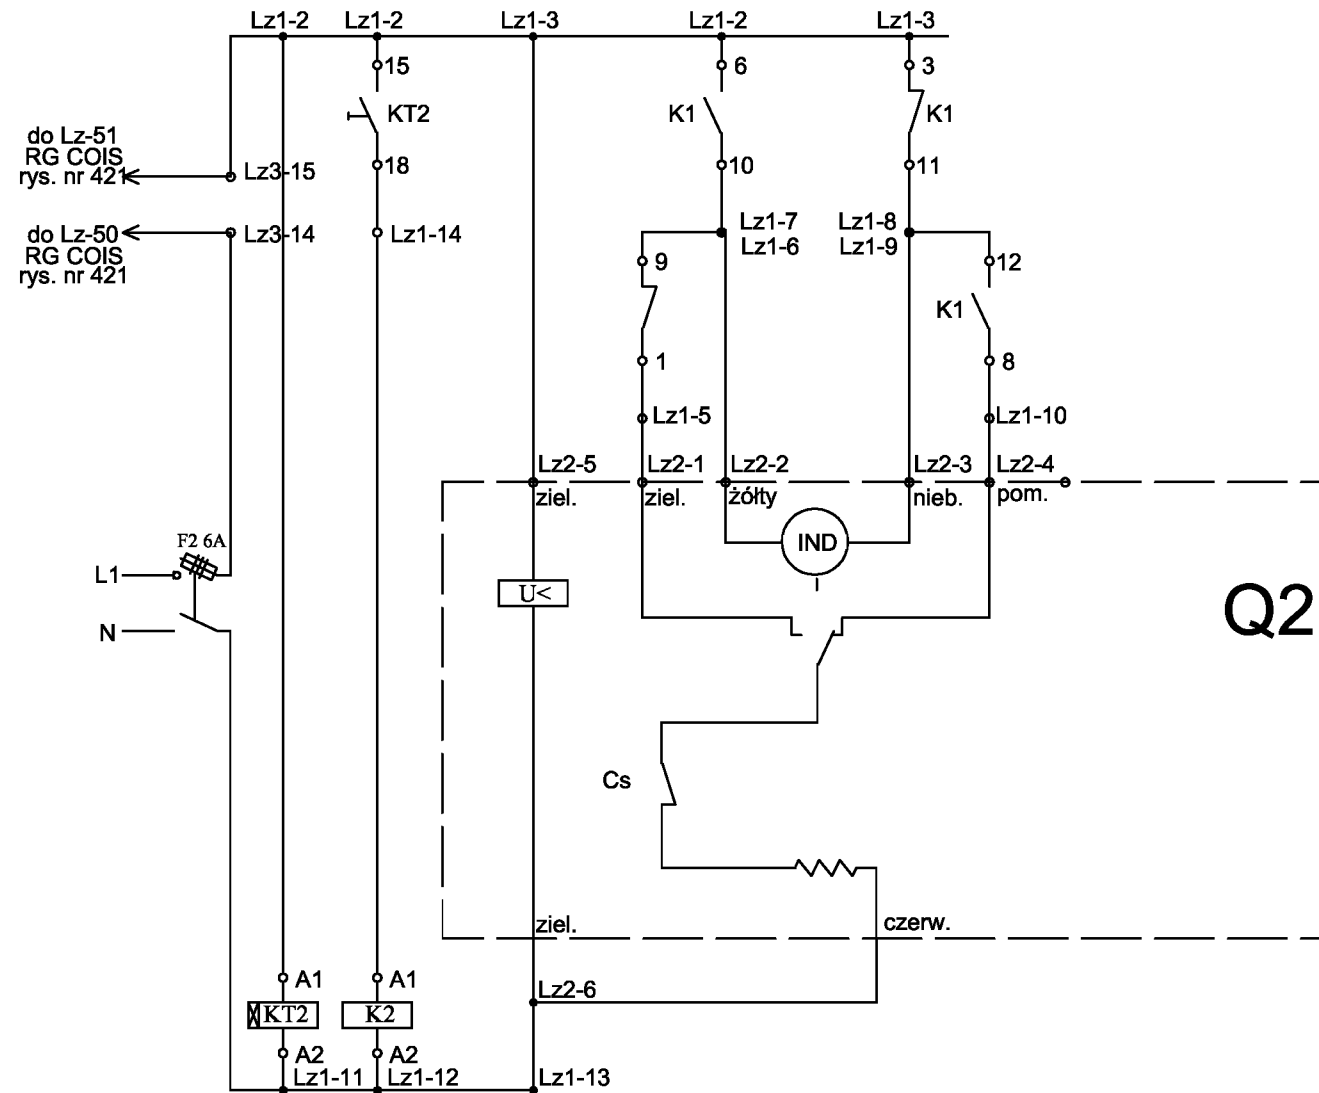 Lz1-2
Lz1-2
Lz1-3
Lz1-2
Lz1-3
15
6
3
KT2
K1
K1
do Lz-51
RG COIS
rys. nr 421
Lz3-15
18
10
11
do Lz-50
RG COIS
rys. nr 421
Lz3-14
Lz1-14
Lz1-7
Lz1-6
Lz1-8
Lz1-9
9
12
K1
1
8
Lz1-5
Lz1-10
Lz2-5
Lz2-1
Lz2-2
Lz2-3
Lz2-4
ziel.
ziel.
żółty
nieb.
pom.
F2 6A
IND
L1
U<
Q2
N
Cs
ziel.
czerw.
A1
A1
Lz2-6
KT2
K2
A2
A2
Lz1-11
Lz1-12
Lz1-13